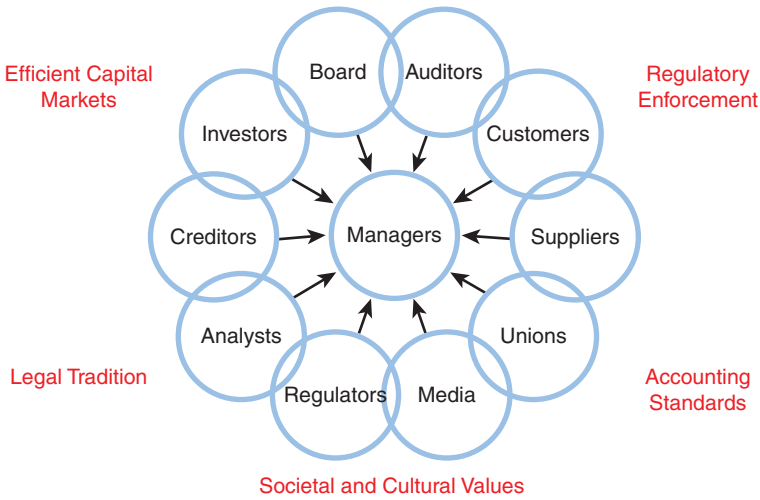 Board
Auditors
Efficient Capital
Markets
Regulatory
Enforcement
Investors
Customers
Creditors
Managers
Suppliers
Analysts
Unions
Legal Tradition
Regulators
Media
Accounting
Standards
Societal and Cultural Values